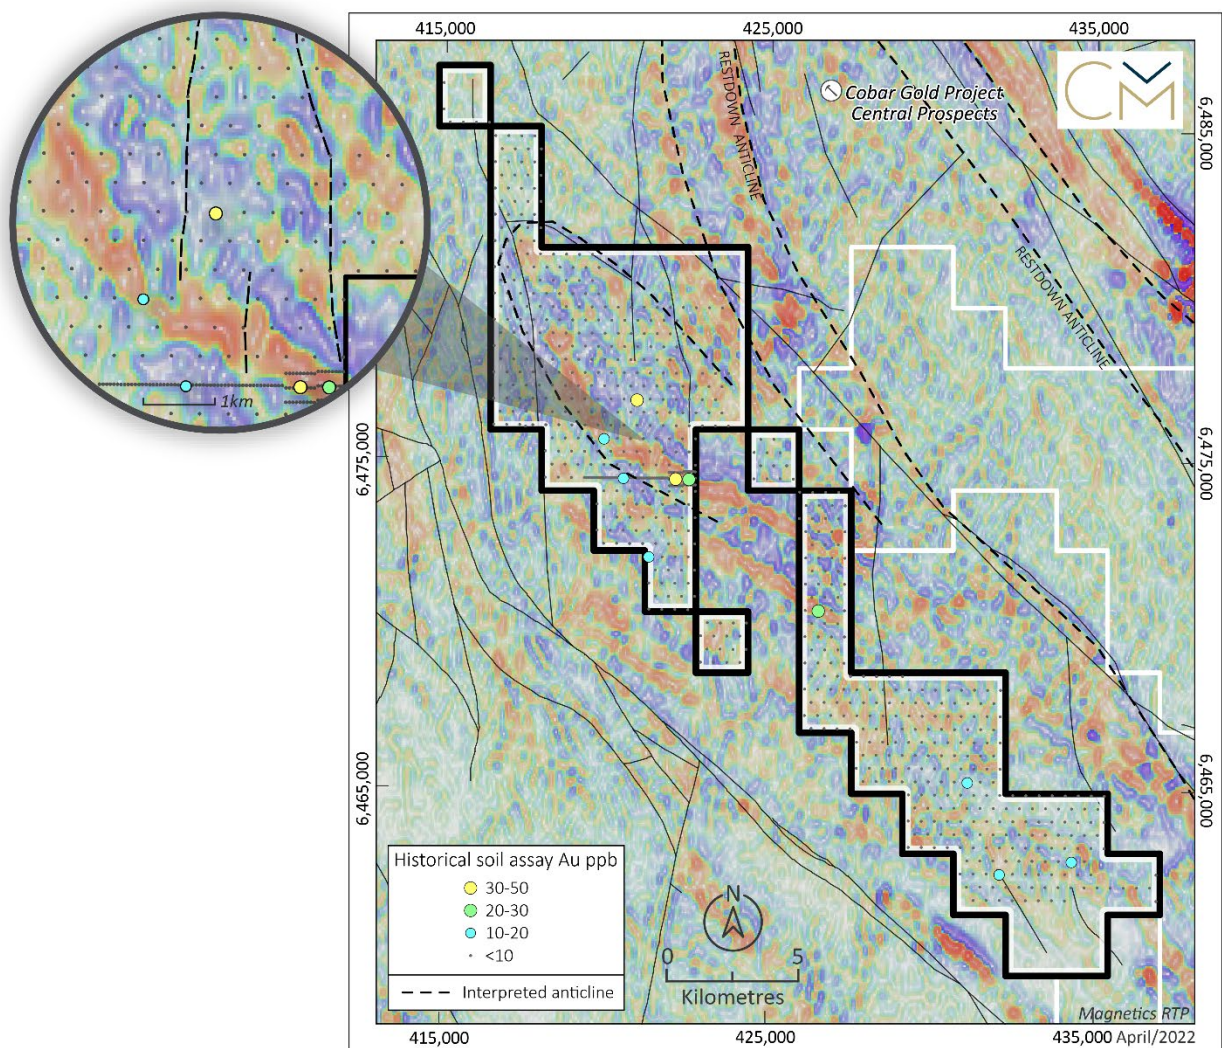 415,000
425,000
435,000
CM
Cobar Gold Project
Central Prospects
RESTDOWN ANTICLINE
RESTDOWN ANTICLINE
6,485,000
6,475,000
6,475,000
6,465,000
6,465,000
1km
Historical soil assay Au ppb
30-50
20-30
10-20
<10
Interpreted anticline
N
0 5
Kilometres
Magnetics RTP
415,000
425,000
435,000
April/2022